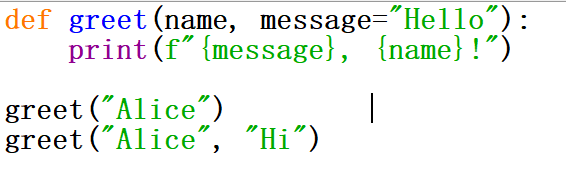 def greet(name, message="Hello"):
    print(f"{message}, {name}!")
greet("Alice")
greet("Alice", "Hi")